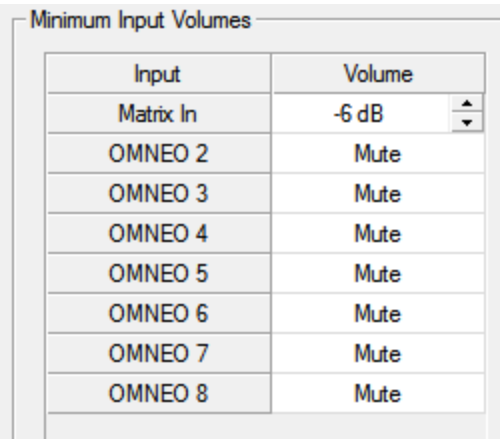 Minimum Input Volumes
Input Volume
Matrix In -6 dB
OMNEO 2 Mute
OMNEO 3 Mute
OMNEO 4 Mute
OMNEO 5 Mute
OMNEO 6 Mute
OMNEO 7 Mute
OMNEO 8 Mute